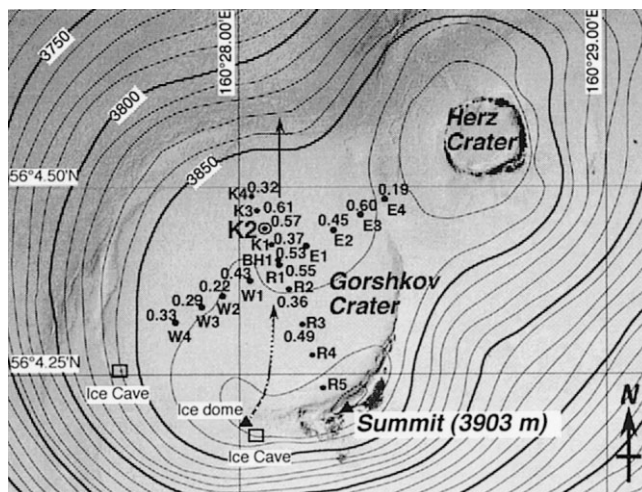 3750
3800
3850
160°28.00'E
160°29.00'E
Herz
Crater
56°4.50'N
K4 0.32
0.19
E4
K3 0.61
0.60
E3
0.57
K2
0.45
E2
K1 0.37
E1
BH1 0.53
R1
0.55
R2
Gorshkov
Crater
0.43
W1
0.22
W2
0.29
W3
0.33
W4
0.36
R3
0.49
R4
R5
56°4.25'N
Ice Cave
Ice dome
Summit (3903 m)
Ice Cave
N